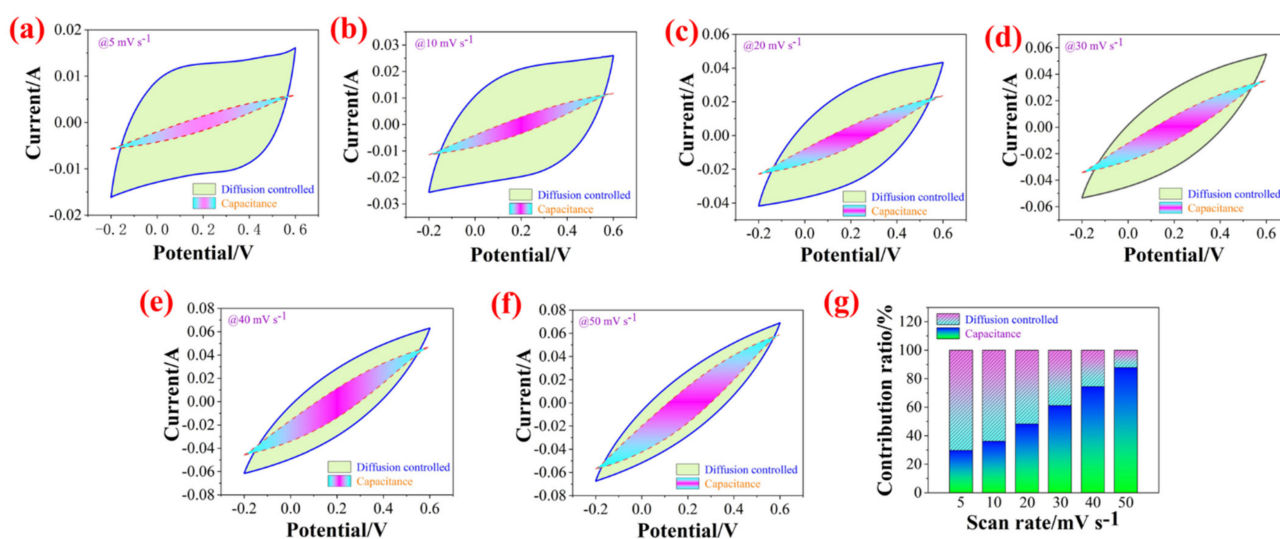 (a)
@5 mV s-1
Current/A
0.02
0.01
0.00
-0.01
-0.02
Diffusion controlled
Capacitance
-0.2 0.0 0.2 0.4 0.6
Potential/V
(b)
@10 mV s-1
Current/A
0.03
0.02
0.01
0.00
-0.01
-0.02
-0.03
Diffusion controlled
Capacitance
-0.2 0.0 0.2 0.4 0.6
Potential/V
(c)
@20 mV s-1
Current/A
0.06
0.04
0.02
0.00
-0.02
-0.04
Diffusion controlled
Capacitance
-0.2 0.0 0.2 0.4 0.6
Potential/V
(d)
@30 mV s-1
Current/A
0.06
0.04
0.02
0.00
-0.02
-0.04
-0.06
Diffusion controlled
Capacitance
-0.2 0.0 0.2 0.4 0.6
Potential/V
(e)
@40 mV s-1
Current/A
0.08
0.06
0.04
0.02
0.00
-0.02
-0.04
-0.06
-0.08
Diffusion controlled
Capacitance
-0.2 0.0 0.2 0.4 0.6
Potential/V
(f)
@50 mV s-1
Current/A
0.08
0.06
0.04
0.02
0.00
-0.02
-0.04
-0.06
-0.08
Diffusion controlled
Capacitance
-0.2 0.0 0.2 0.4 0.6
Potential/V
(g)
Diffusion controlled
Capacitance
Contribution ratio/%
120
100
80
60
40
20
0
5 10 20 30 40 50
Scan rate/mV s-1